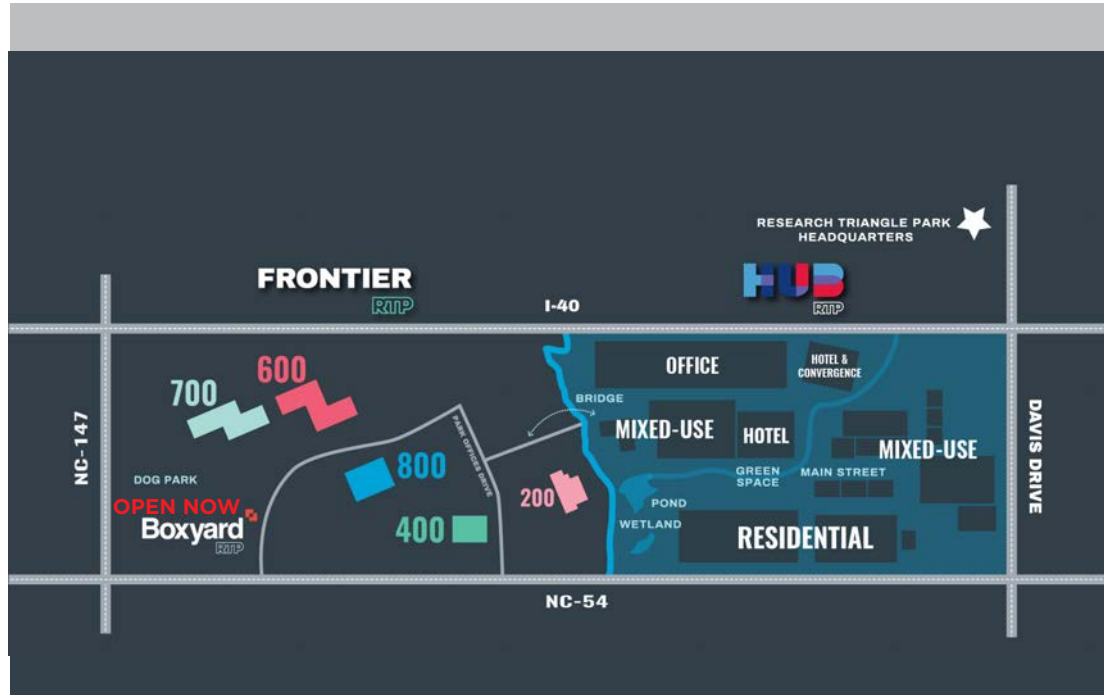 RESEARCH TRIANGLE PARK
HEADQUARTERS
FRONTIER
RTP
HUB
RTP
I-40
OFFICE
HOTEL &
CONVERGENCE
700
600
BRIDGE
NC-147
PARK OFFICES DRIVE
MIXED-USE
HOTEL
MIXED-USE
DAVIS DRIVE
800
GREEN
SPACE
MAIN STREET
DOG PARK
OPEN NOW
Boxyard
RTP
400
200
POND
WETLAND
RESIDENTIAL
NC-54